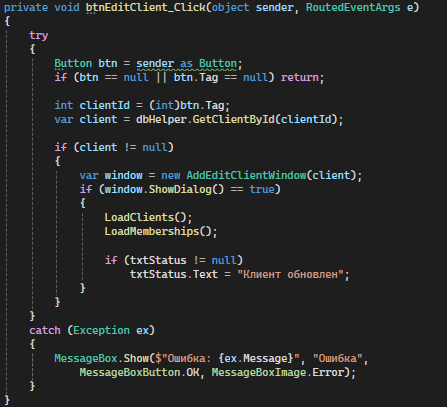 private void btnEditClient_Click(object sender, RoutedEventArgs e)
{
try
{
Button btn = sender as Button;
if (btn == null || btn.Tag == null) return;
int clientId = (int)btn.Tag;
var client = dbHelper.GetClientById(clientId);
if (client != null)
{
var window = new AddEditClientWindow(client);
if (window.ShowDialog() == true)
{
LoadClients();
LoadMemberships();
if (txtStatus != null)
txtStatus.Text = "Клиент обновлен";
}
}
}
catch (Exception ex)
{
MessageBox.Show($"Ошибка: {ex.Message}", "Ошибка",
MessageBoxButton.OK, MessageBoxImage.Error);
}
}